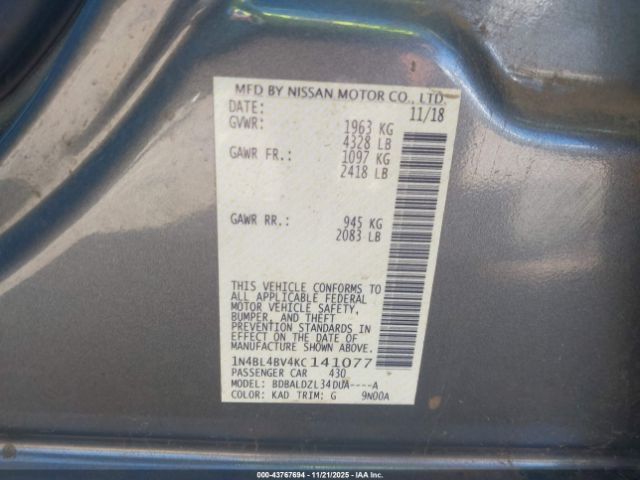 MFD BY NISSAN MOTOR CO., LTD.
DATE: 11/18
GVWR: 1963 KG
4328 LB
GAWR FR.: 1097 KG
2418 LB
GAWR RR.: 945 KG
2083 LB
THIS VEHICLE CONFORMS TO
ALL APPLICABLE FEDERAL
MOTOR VEHICLE SAFETY,
BUMPER, AND THEFT
PREVENTION STANDARDS IN
EFFECT ON THE DATE OF
MANUFACTURE SHOWN ABOVE.
1N4BL4BV4KC141077
PASSENGER CAR 430
MODEL: BDBALDZL34DUA----A
COLOR: KAD TRIM: G 9N00A
000-43767694 - 11/21/2025 - IAA Inc.